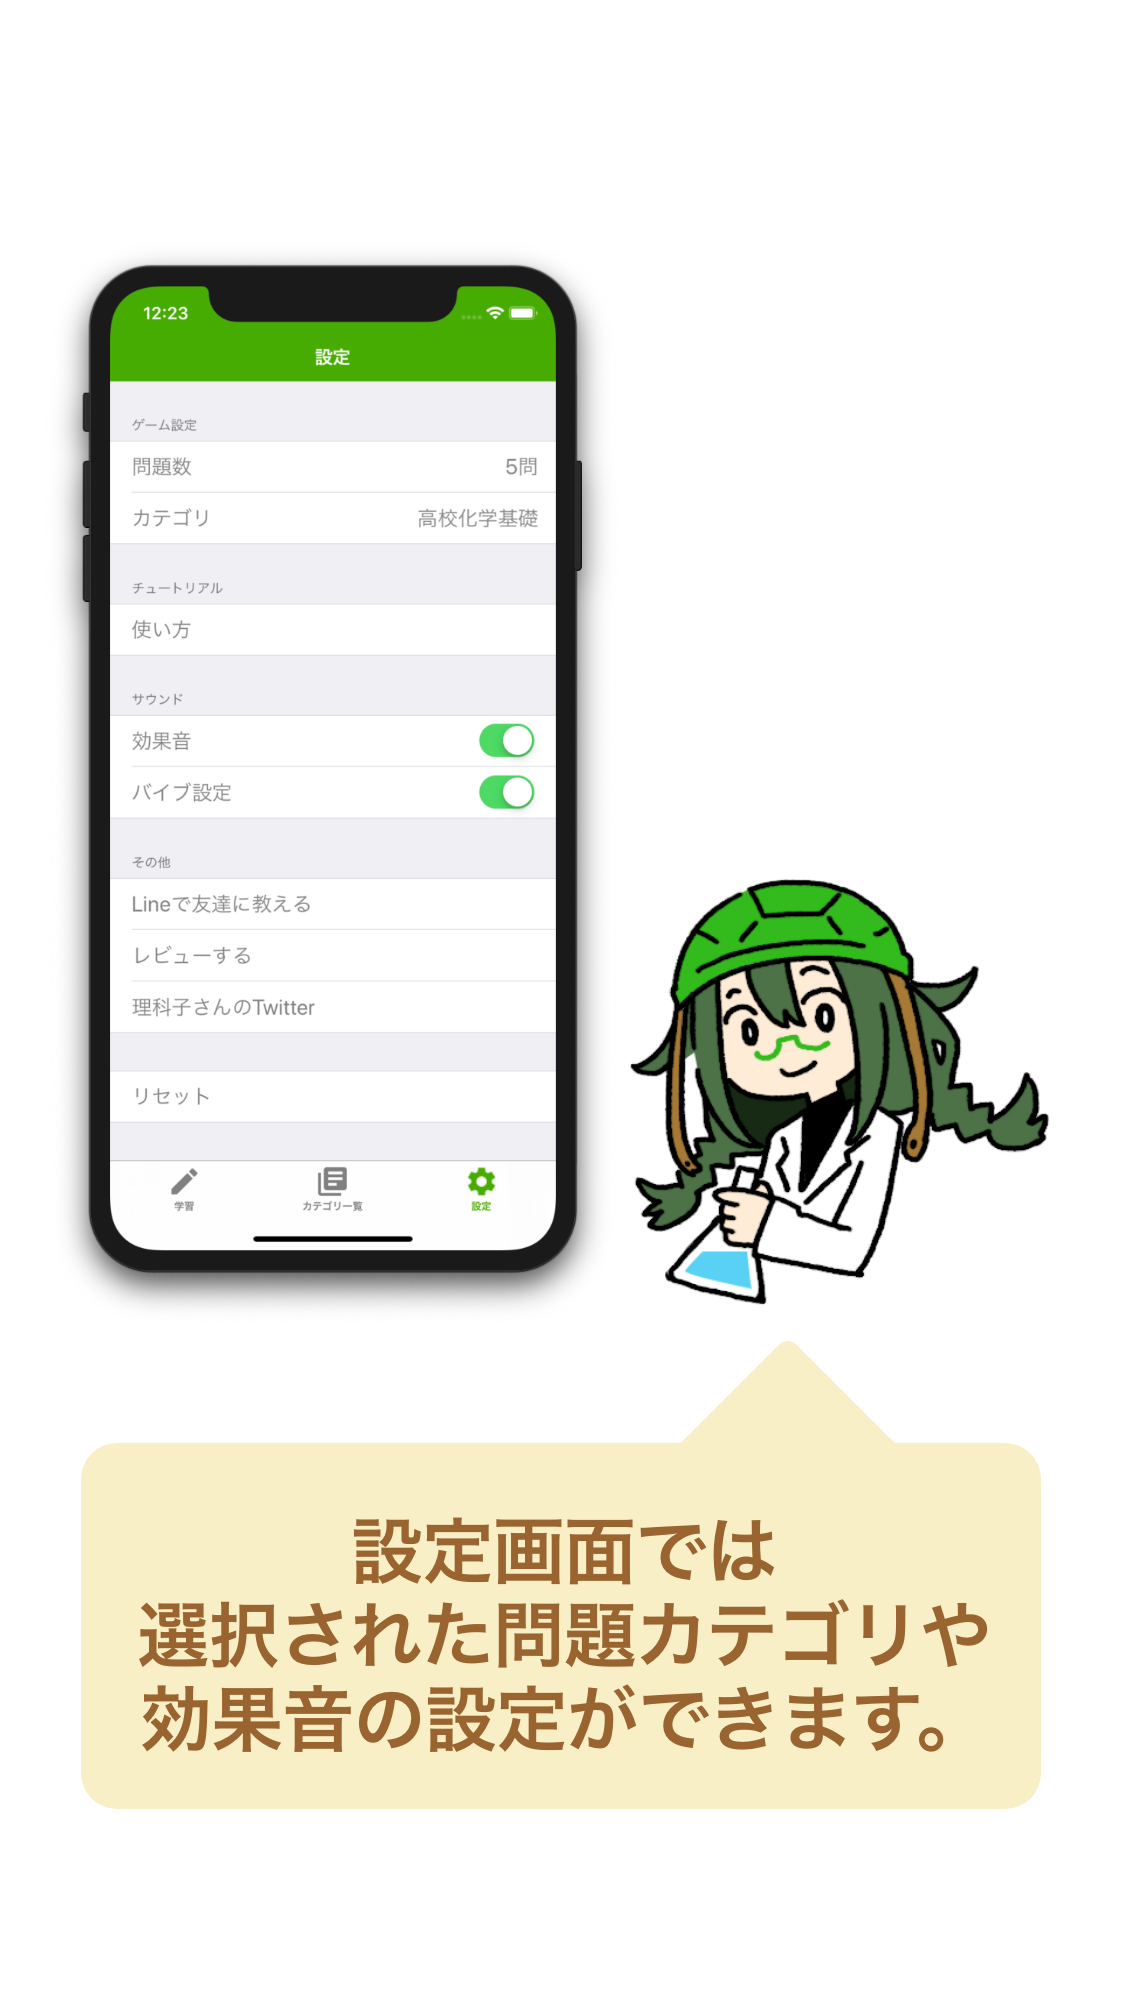 12:23
設定
ゲーム設定
問題数 5問
カテゴリ 高校化学基礎
チュートリアル
使い方
サウンド
効果音
バイブ設定
その他
Lineで友達に教える
レビューする
理科子さんのTwitter
リセット
学習 カテゴリ一覧 設定
設定画面では
選択された問題カテゴリや
効果音の設定ができます。